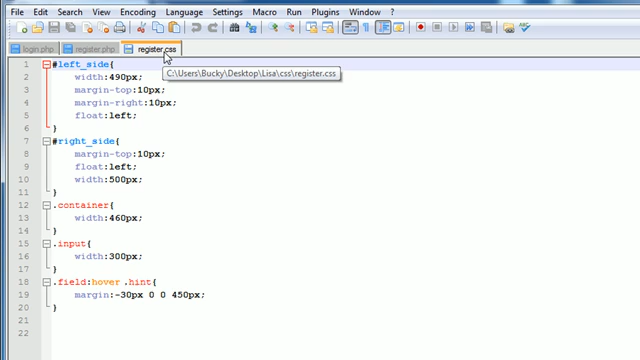 File Edit Search View Encoding Language Settings Macro Run Plugins Window ?
login.php register.php register.css
C:\Users\Bucky\Desktop\Lisa\css\register.css
1 #left_side{
2 width:490px;
3 margin-top:10px;
4 margin-right:10px;
5 float:left;
6 }
7 #right_side{
8 margin-top:10px;
9 float:left;
10 width:500px;
11 }
12 .container{
13 width:460px;
14 }
15 .input{
16 width:300px;
17 }
18 .field:hover .hint{
19 margin:-30px 0 0 450px;
20 }
21
22